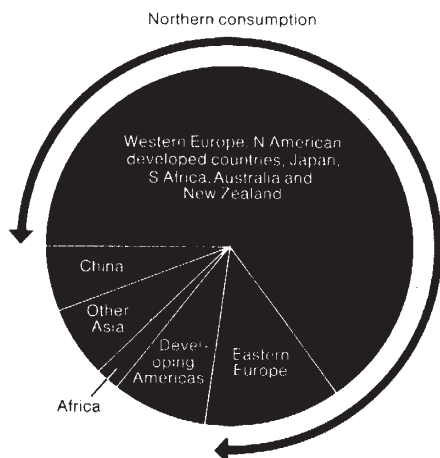 Northern consumption
Western Europe, N American
developed countries, Japan,
S Africa, Australia and
New Zealand
China
Other
Asia
Africa
Devel-
oping
Americas
Eastern
Europe